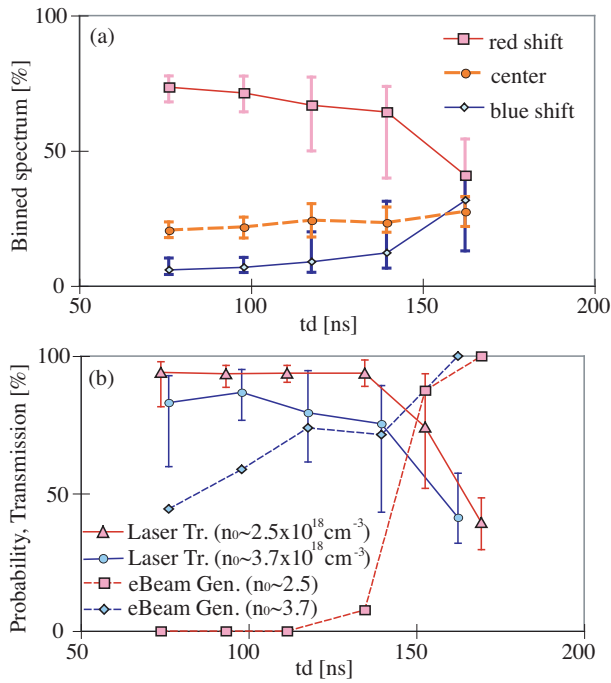 100
(a)
red shift
center
blue shift
50
Binned spectrum [%]
0
50 100 150 200
td [ns]
(b)
100
50
Probability, Transmission [%]
Laser Tr. (n0~2.5x10^18cm^-3)
Laser Tr. (n0~3.7x10^18cm^-3)
eBeam Gen. (n0~2.5)
eBeam Gen. (n0~3.7)
0
50 100 150 200
td [ns]